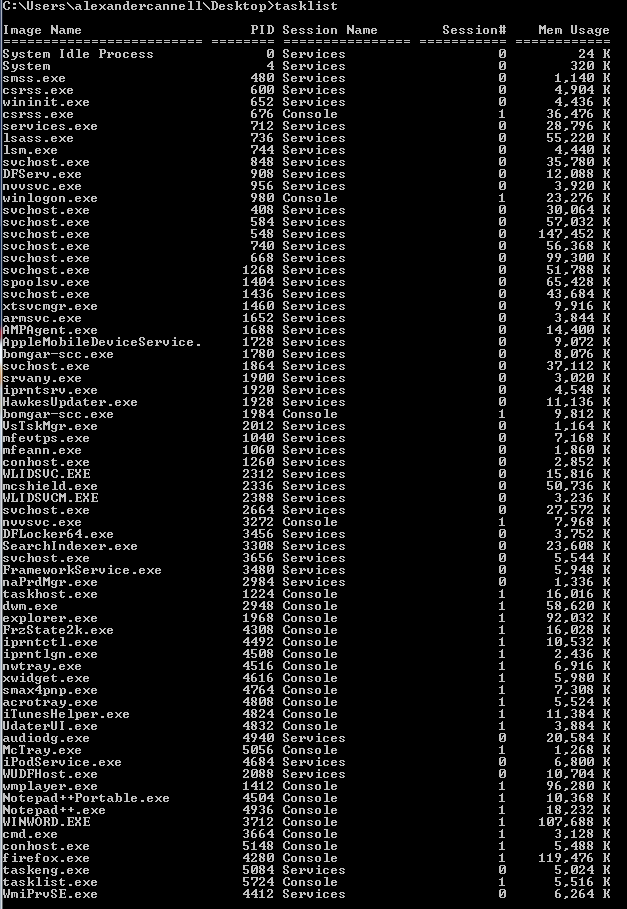 C:\Users\alexandercannell\Desktop>tasklist
Image Name PID Session Name Session# Mem Usage
========================= ======== ================ =========== ============
System Idle Process 0 Services 0 24 K
System 4 Services 0 320 K
smss.exe 480 Services 0 1,140 K
csrss.exe 600 Services 0 4,904 K
wininit.exe 652 Services 0 4,436 K
csrss.exe 676 Console 1 36,476 K
services.exe 712 Services 0 28,796 K
lsass.exe 736 Services 0 55,220 K
lsm.exe 744 Services 0 4,440 K
svchost.exe 848 Services 0 35,780 K
DFServ.exe 908 Services 0 12,088 K
nvvsvc.exe 956 Services 0 3,920 K
winlogon.exe 980 Console 1 23,276 K
svchost.exe 408 Services 0 30,064 K
svchost.exe 584 Services 0 57,032 K
svchost.exe 548 Services 0 147,452 K
svchost.exe 740 Services 0 56,368 K
svchost.exe 668 Services 0 99,300 K
svchost.exe 1268 Services 0 51,788 K
spoolsv.exe 1404 Services 0 65,428 K
svchost.exe 1436 Services 0 43,684 K
xtsvcmgr.exe 1460 Services 0 9,916 K
armsvc.exe 1652 Services 0 3,844 K
AMPAgent.exe 1688 Services 0 14,400 K
AppleMobileDeviceService. 1728 Services 0 9,072 K
bomgar-scc.exe 1780 Services 0 8,076 K
svchost.exe 1864 Services 0 37,112 K
srvany.exe 1900 Services 0 3,020 K
iprntsrv.exe 1920 Services 0 4,548 K
HawkesUpdater.exe 1928 Services 0 11,136 K
bomgar-scc.exe 1984 Console 1 9,812 K
VsTskMgr.exe 2012 Services 0 1,164 K
mfevtps.exe 1040 Services 0 7,168 K
mfeann.exe 1060 Services 0 1,860 K
conhost.exe 1260 Services 0 2,852 K
WLIDSVC.EXE 2312 Services 0 15,816 K
mcshield.exe 2336 Services 0 50,736 K
WLIDSVCM.EXE 2388 Services 0 3,236 K
svchost.exe 2664 Services 0 27,572 K
nvvsvc.exe 3272 Console 1 7,968 K
DFLocker64.exe 3456 Services 0 3,752 K
SearchIndexer.exe 3308 Services 0 23,608 K
svchost.exe 3656 Services 0 5,544 K
FrameworkService.exe 3480 Services 0 5,948 K
naPrdMgr.exe 2984 Services 0 1,336 K
taskhost.exe 1224 Console 1 16,016 K
dwm.exe 2948 Console 1 58,620 K
explorer.exe 1968 Console 1 92,032 K
FrzState2k.exe 4308 Console 1 16,028 K
iprntctl.exe 4492 Console 1 10,532 K
iprntlgn.exe 4508 Console 1 2,436 K
nwtray.exe 4516 Console 1 6,916 K
xwidget.exe 4616 Console 1 5,980 K
smax4pnp.exe 4764 Console 1 7,308 K
acrotray.exe 4808 Console 1 5,524 K
iTunesHelper.exe 4824 Console 1 11,384 K
UdaterUI.exe 4832 Console 1 3,884 K
audiodg.exe 4940 Services 0 20,584 K
McTray.exe 5056 Console 1 1,268 K
iPodService.exe 4684 Services 0 6,800 K
WUDFHost.exe 2088 Services 0 10,704 K
wmplayer.exe 1412 Console 1 96,280 K
Notepad++Portable.exe 4504 Console 1 10,368 K
Notepad++.exe 4936 Console 1 18,232 K
WINWORD.EXE 3712 Console 1 107,688 K
cmd.exe 3664 Console 1 3,128 K
conhost.exe 5148 Console 1 5,488 K
firefox.exe 4280 Console 1 119,476 K
taskeng.exe 5084 Services 0 5,024 K
tasklist.exe 5724 Console 1 5,516 K
WmiPrvSE.exe 4412 Services 0 6,264 K